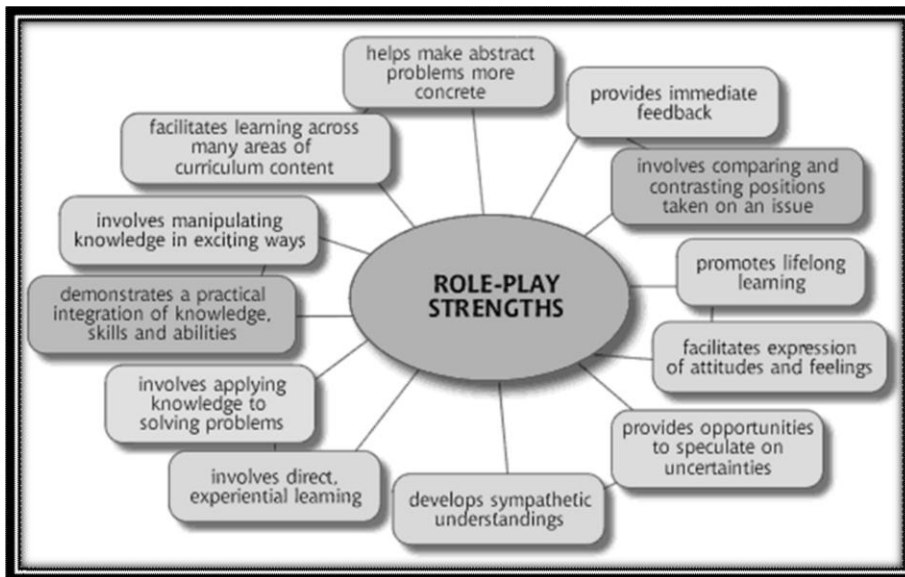 helps make abstract
problems more
concrete
provides immediate
feedback
facilitates learning across
many areas of
curriculum content
involves comparing and
contrasting positions
taken on an issue
involves manipulating
knowledge in exciting ways
ROLE-PLAY
STRENGTHS
promotes lifelong
learning
demonstrates a practical
integration of knowledge,
skills and abilities
facilitates expression
of attitudes and feelings
involves applying
knowledge to
solving problems
provides opportunities
to speculate on
uncertainties
involves direct,
experiential learning
develops sympathetic
understandings